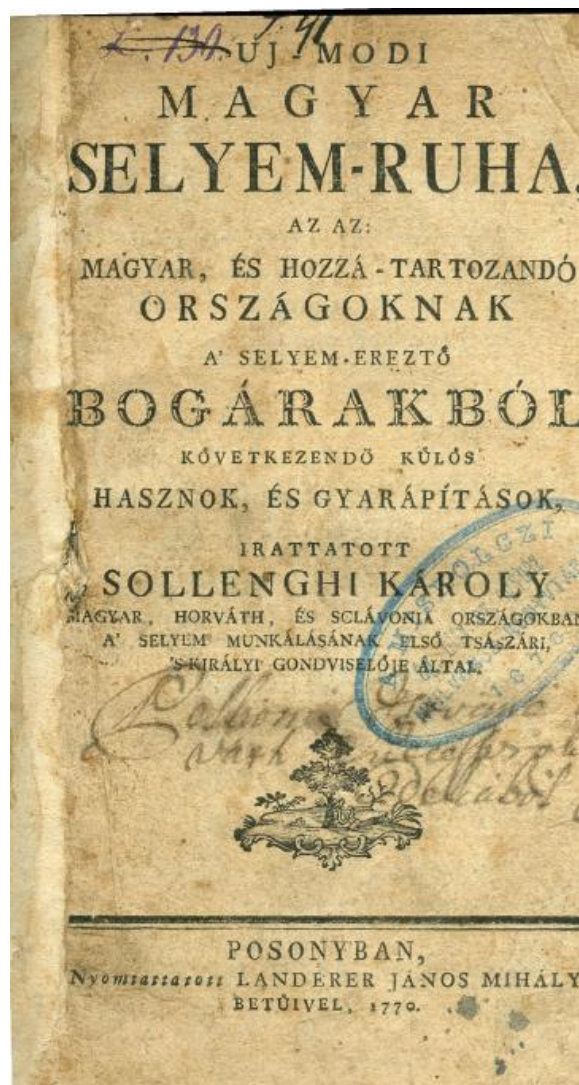 UJ-MODI
MAGYAR
SELYEM-RUHA,
AZ AZ:
MAGYAR, ÉS HOZZÁ-TARTOZANDÓ
ORSZÁGOKNAK
A' SELYEM-EREZTŐ
BOGÁRAKBÓL
KÖVETKEZENDÖ KŰLÖS
HASZNOK, ÉS GYARÁPÍTÁSOK,
IRATTATOTT
SOLLENGHI KÁROLY
MAGYAR, HORVÁTH, ÉS SCLÁVONIA ORSZÁGOKBAN
A' SELYEM MUNKÁLÁSÁNAK ELSŐ TSÁSZÁRI,
'S KIRÁLYI GONDVISELŐJE ÁLTAL.
POSONYBAN,
Nyomtattatott LANDERER JÁNOS MIHÁLY
BETŰIVEL, 1770.